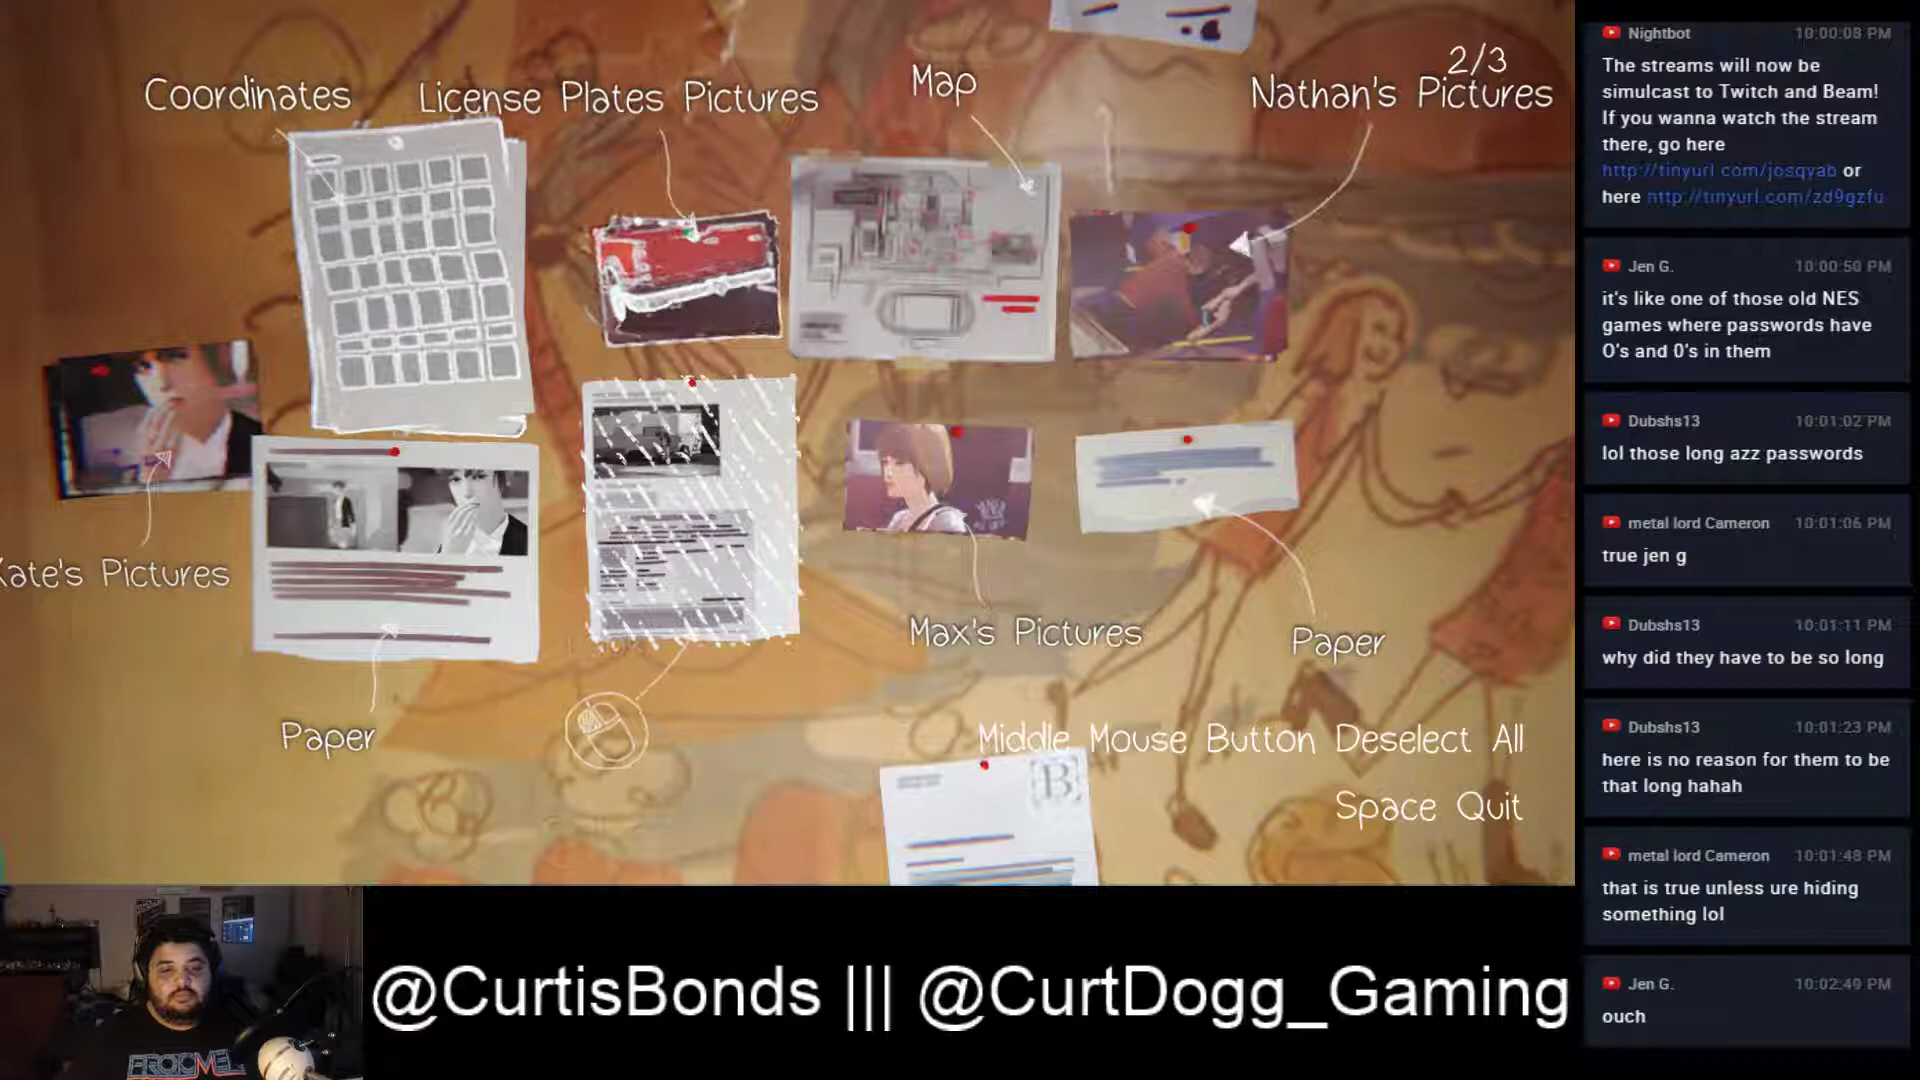 2/3
Coordinates
License Plates Pictures
Map
Nathan's Pictures
Kate's Pictures
Max's Pictures
Paper
Paper
Middle Mouse Button Deselect All
Space Quit
B
@CurtisBonds ||| @CurtDogg_Gaming
Nightbot 10:00:08 PM
The streams will now be
simulcast to Twitch and Beam!
If you wanna watch the stream
there, go here
http://tinyurl.com/josqyab or
here http://tinyurl.com/zd9gzfu
Jen G. 10:00:50 PM
it's like one of those old NES
games where passwords have
O's and 0's in them
Dubshs13 10:01:02 PM
lol those long azz passwords
metal lord Cameron 10:01:06 PM
true jen g
Dubshs13 10:01:11 PM
why did they have to be so long
Dubshs13 10:01:23 PM
here is no reason for them to be
that long hahah
metal lord Cameron 10:01:48 PM
that is true unless ure hiding
something lol
Jen G. 10:02:49 PM
ouch